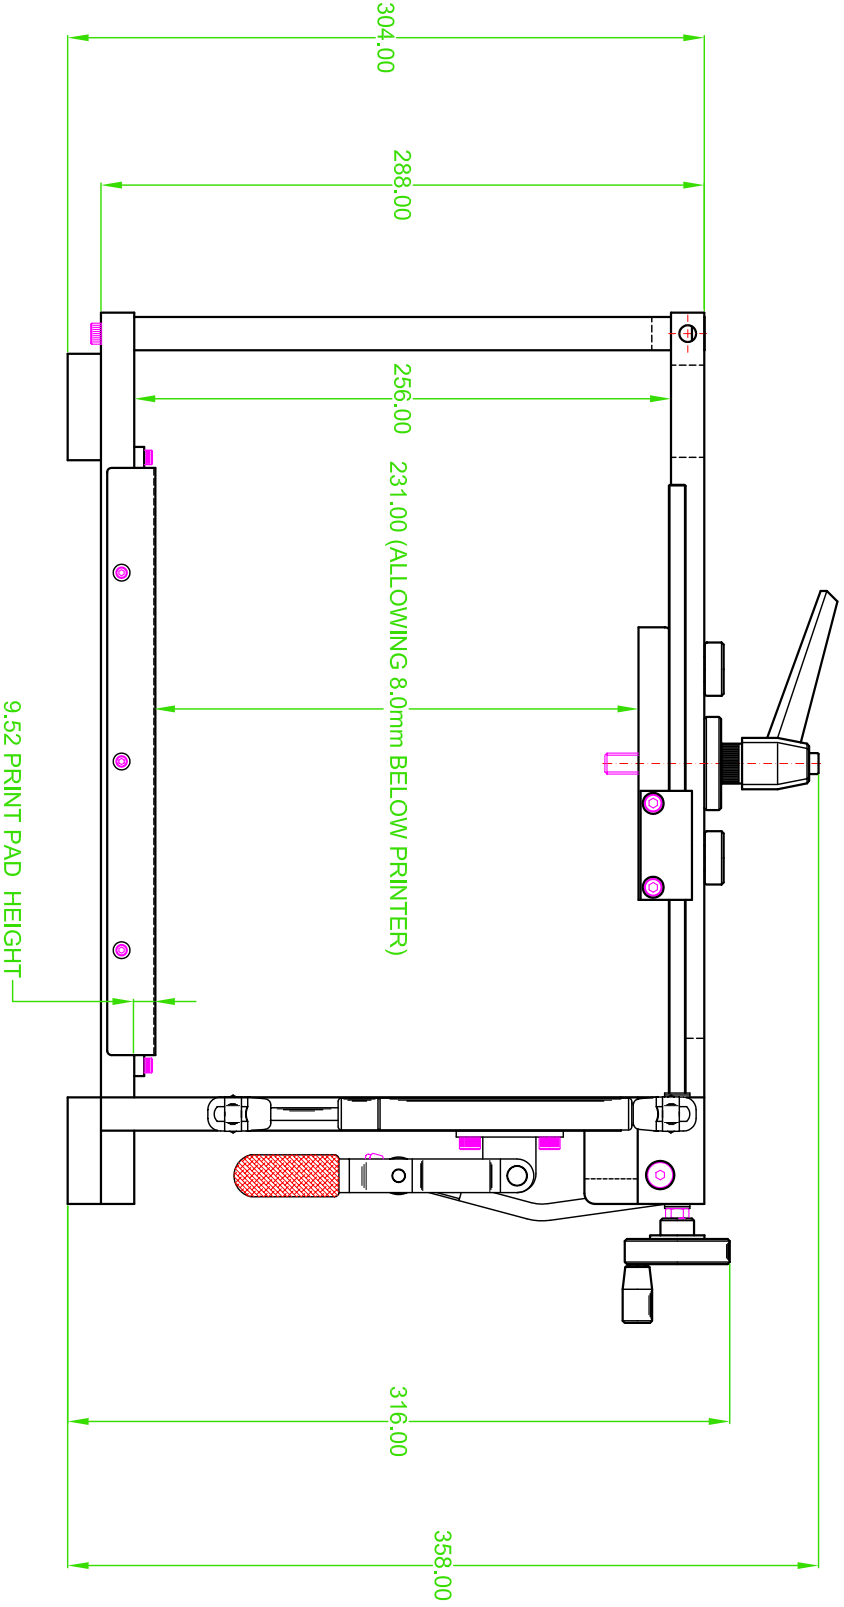 304.00
288.00
256.00
231.00 (ALLOWING 8.0mm BELOW PRINTER)
9.52 PRINT PAD HEIGHT
316.00
358.00